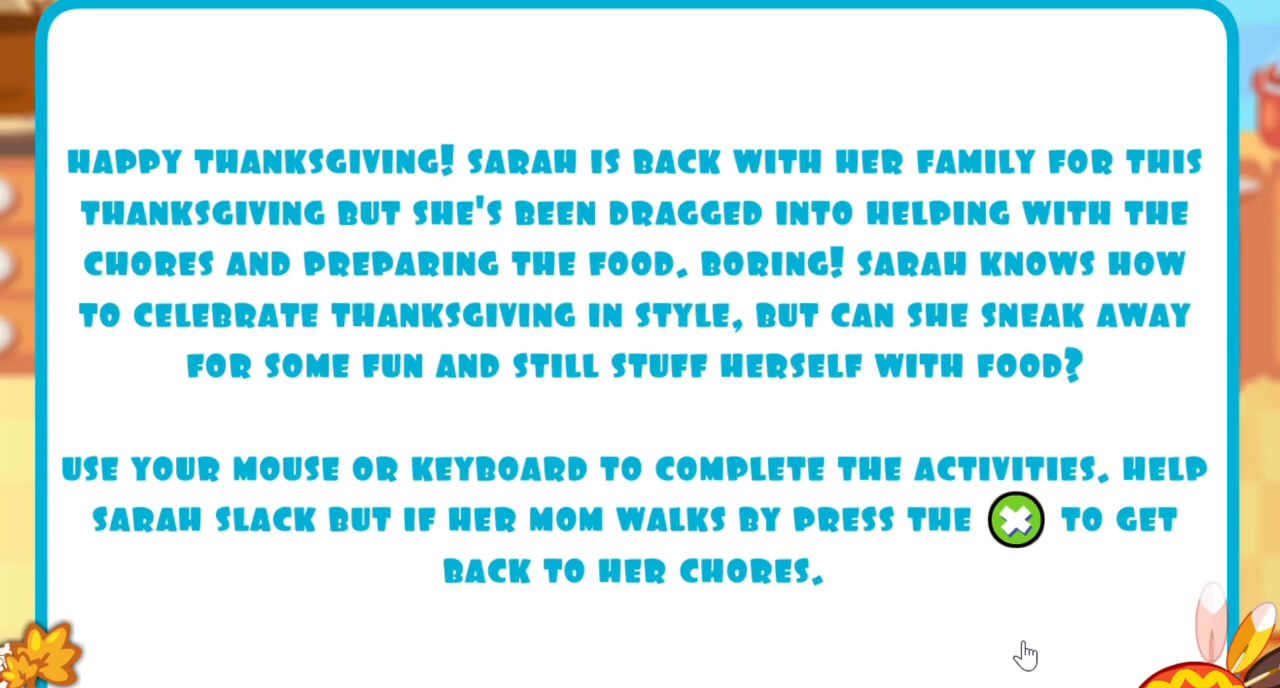 HAPPY THANKSGIVING! SARAH IS BACK WITH HER FAMILY FOR THIS
THANKSGIVING BUT SHE'S BEEN DRAGGED INTO HELPING WITH THE
CHORES AND PREPARING THE FOOD. BORING! SARAH KNOWS HOW
TO CELEBRATE THANKSGIVING IN STYLE, BUT CAN SHE SNEAK AWAY
FOR SOME FUN AND STILL STUFF HERSELF WITH FOOD?
USE YOUR MOUSE OR KEYBOARD TO COMPLETE THE ACTIVITIES. HELP
SARAH SLACK BUT IF HER MOM WALKS BY PRESS THE TO GET
BACK TO HER CHORES.